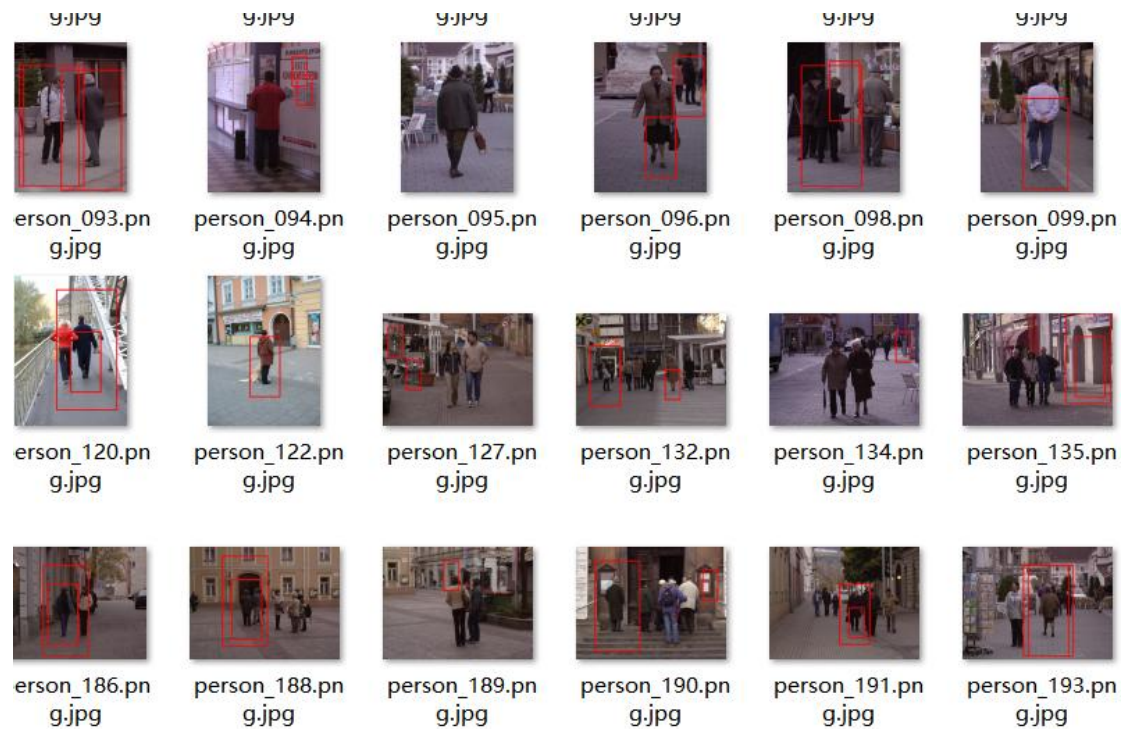 g.jpg g.jpg g.jpg g.jpg g.jpg g.jpg
erson_093.pn person_094.pn person_095.pn person_096.pn person_098.pn person_099.pn
g.jpg g.jpg g.jpg g.jpg g.jpg g.jpg
erson_120.pn person_122.pn person_127.pn person_132.pn person_134.pn person_135.pn
g.jpg g.jpg g.jpg g.jpg g.jpg g.jpg
erson_186.pn person_188.pn person_189.pn person_190.pn person_191.pn person_193.pn
g.jpg g.jpg g.jpg g.jpg g.jpg g.jpg